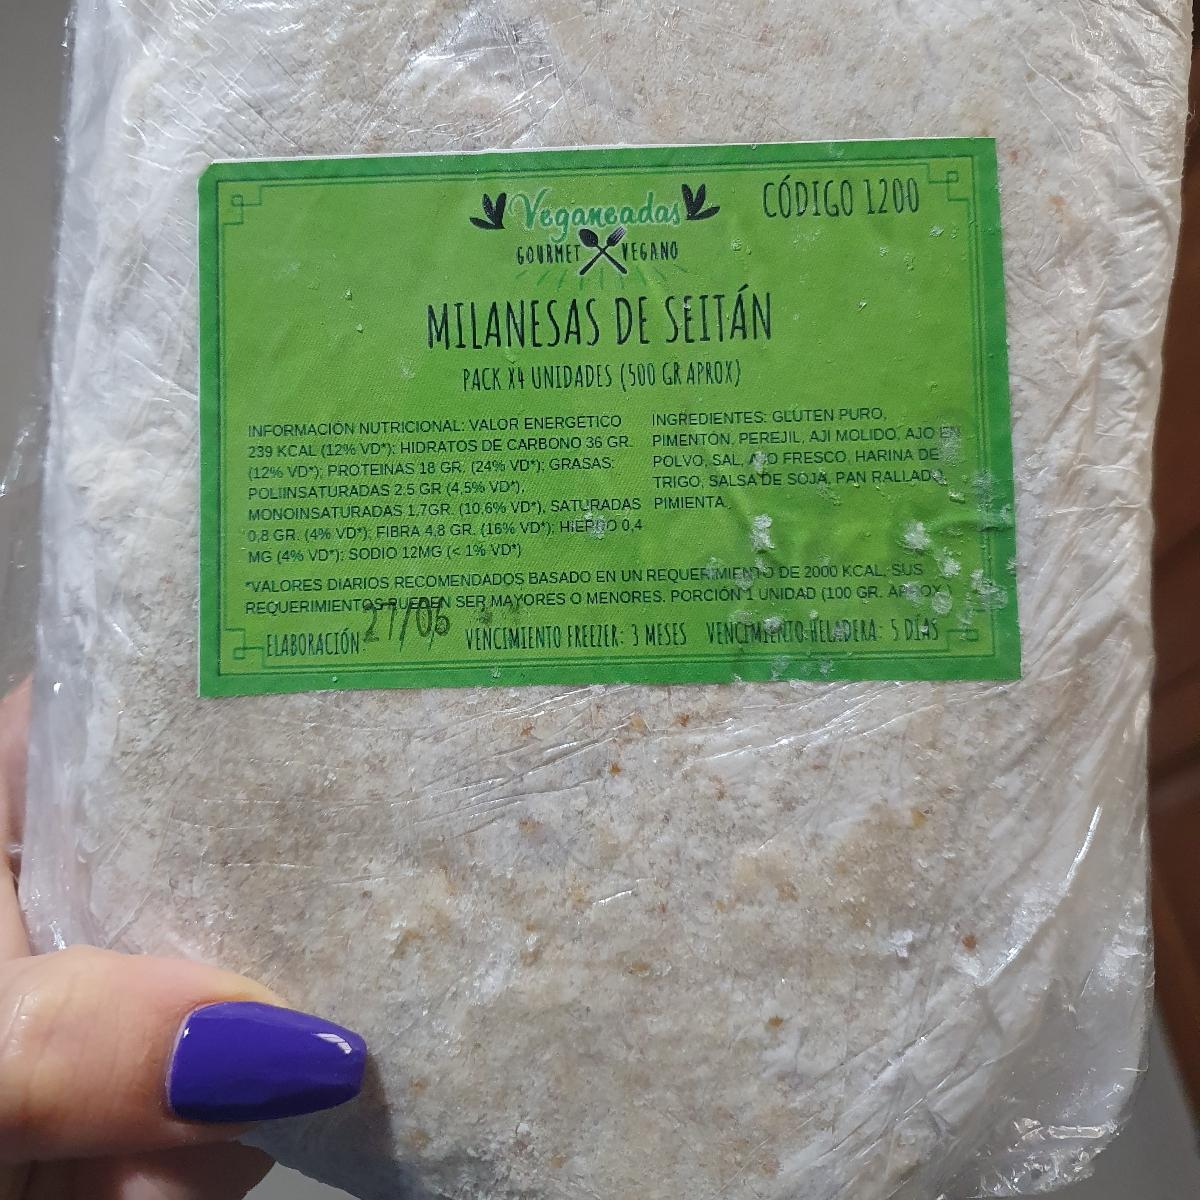 CÓDIGO 1200
Veganeadas
GOURMET VEGANO
MILANESAS DE SEITÁN
PACK X4 UNIDADES (500 GR APROX)
INFORMACIÓN NUTRICIONAL: VALOR ENERGÉTICO
239 KCAL (12% VD*); HIDRATOS DE CARBONO 36 GR.
(12% VD*); PROTEINAS 18 GR. (24% VD*); GRASAS:
POLIINSATURADAS 2,5 GR (4,5% VD*),
MONOINSATURADAS 1,7GR. (10,6% VD*), SATURADAS
0,8 GR. (4% VD*); FIBRA 4,8 GR. (16% VD*); HIERRO 0,4
MG (4% VD*); SODIO 12MG (< 1% VD*)
INGREDIENTES: GLUTEN PURO,
PIMENTÓN, PEREJIL, AJI MOLIDO, AJO EN
POLVO, SAL, AJO FRESCO, HARINA DE
TRIGO, SALSA DE SOJA, PAN RALLADO,
PIMIENTA.
*VALORES DIARIOS RECOMENDADOS BASADO EN UN REQUERIMIENTO DE 2000 KCAL, SUS
REQUERIMIENTOS PUEDEN SER MAYORES O MENORES. PORCIÓN 1 UNIDAD (100 GR. APROX.)
ELABORACIÓN: 27/06 VENCIMIENTO FREEZER: 3 MESES VENCIMIENTO HELADERA: 5 DÍAS